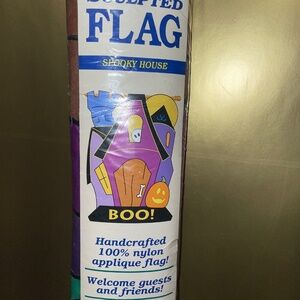 SCULPTED
FLAG
SPOOKY HOUSE
BOO!
Handcrafted
100% nylon
applique flag!
Welcome guests
and friends!